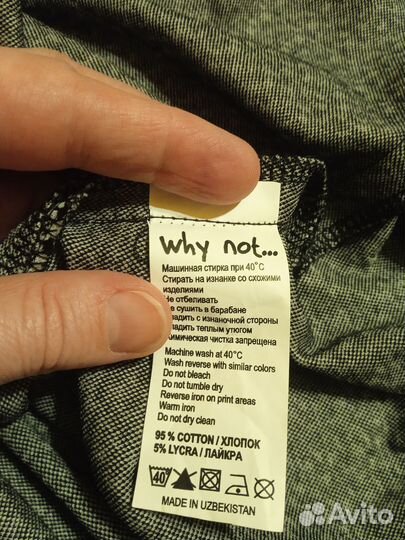 why not...
Машинная стирка при 40°C
Стирать на изнанке со схожими
изделиями
Не отбеливать
Не сушить в барабане
с изнаночной стороны
теплым утюгом
чистка запрещена
Machine wash at 40°C
Wash reverse with similar colors
Do not bleach
Do not tumble dry
Reverse iron on print areas
Warm iron
Do not dry clean
95 % COTTON / ХЛОПОК
5% LYCRA / ЛАЙКРА
40°
MADE IN UZBEKISTAN
Avito